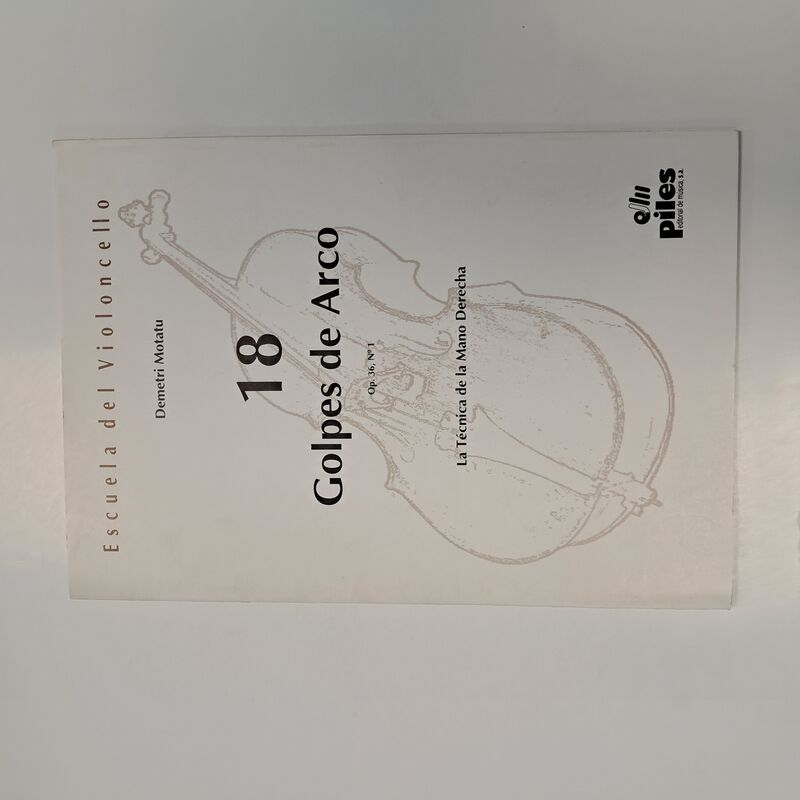 Escuela del Violoncello
Demetri Motatu
18
Golpes de Arco
Op. 36, Nº 1
La Técnica de la Mano Derecha
piles
editorial de música, s.a.